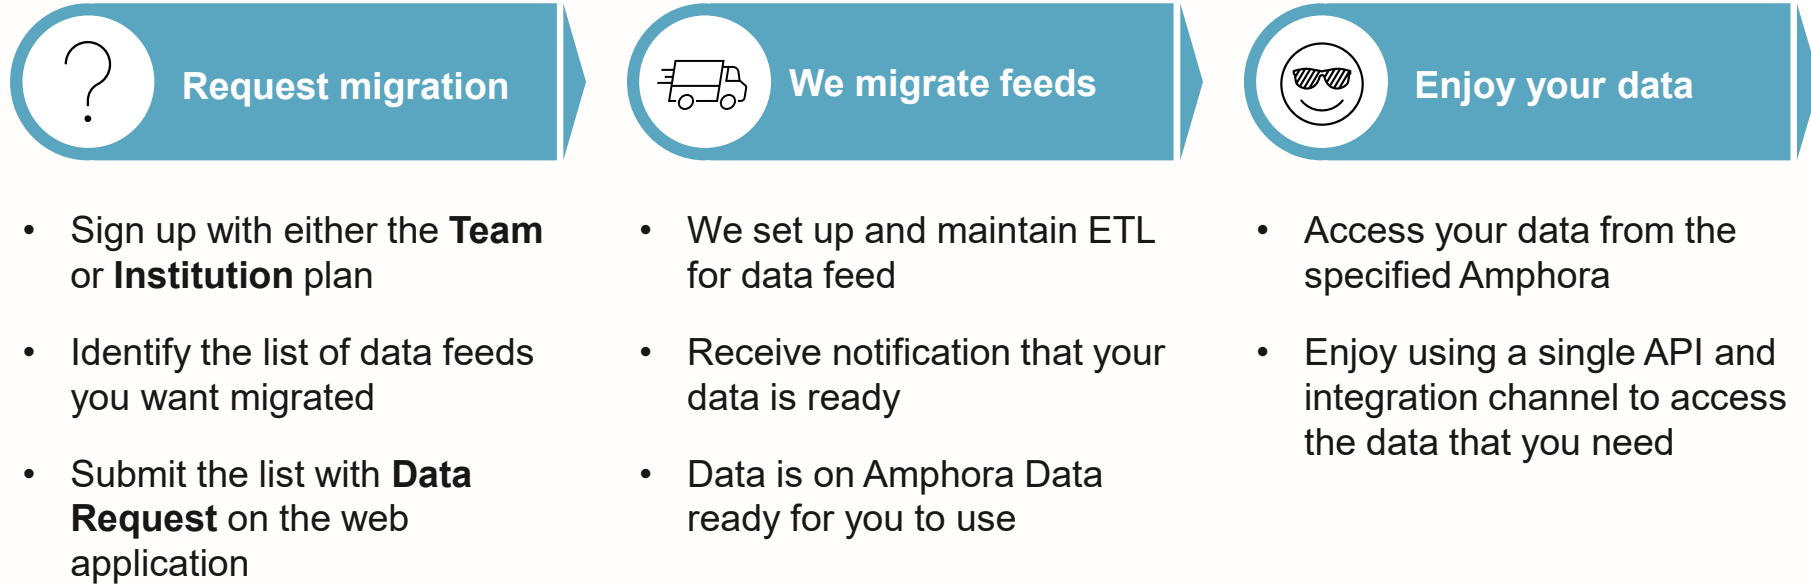 Request migration
• Sign up with either the Team
or Institution plan
• Identify the list of data feeds
you want migrated
• Submit the list with Data
Request on the web
application
We migrate feeds
• We set up and maintain ETL
for data feed
• Receive notification that your
data is ready
• Data is on Amphora Data
ready for you to use
Enjoy your data
• Access your data from the
specified Amphora
• Enjoy using a single API and
integration channel to access
the data that you need